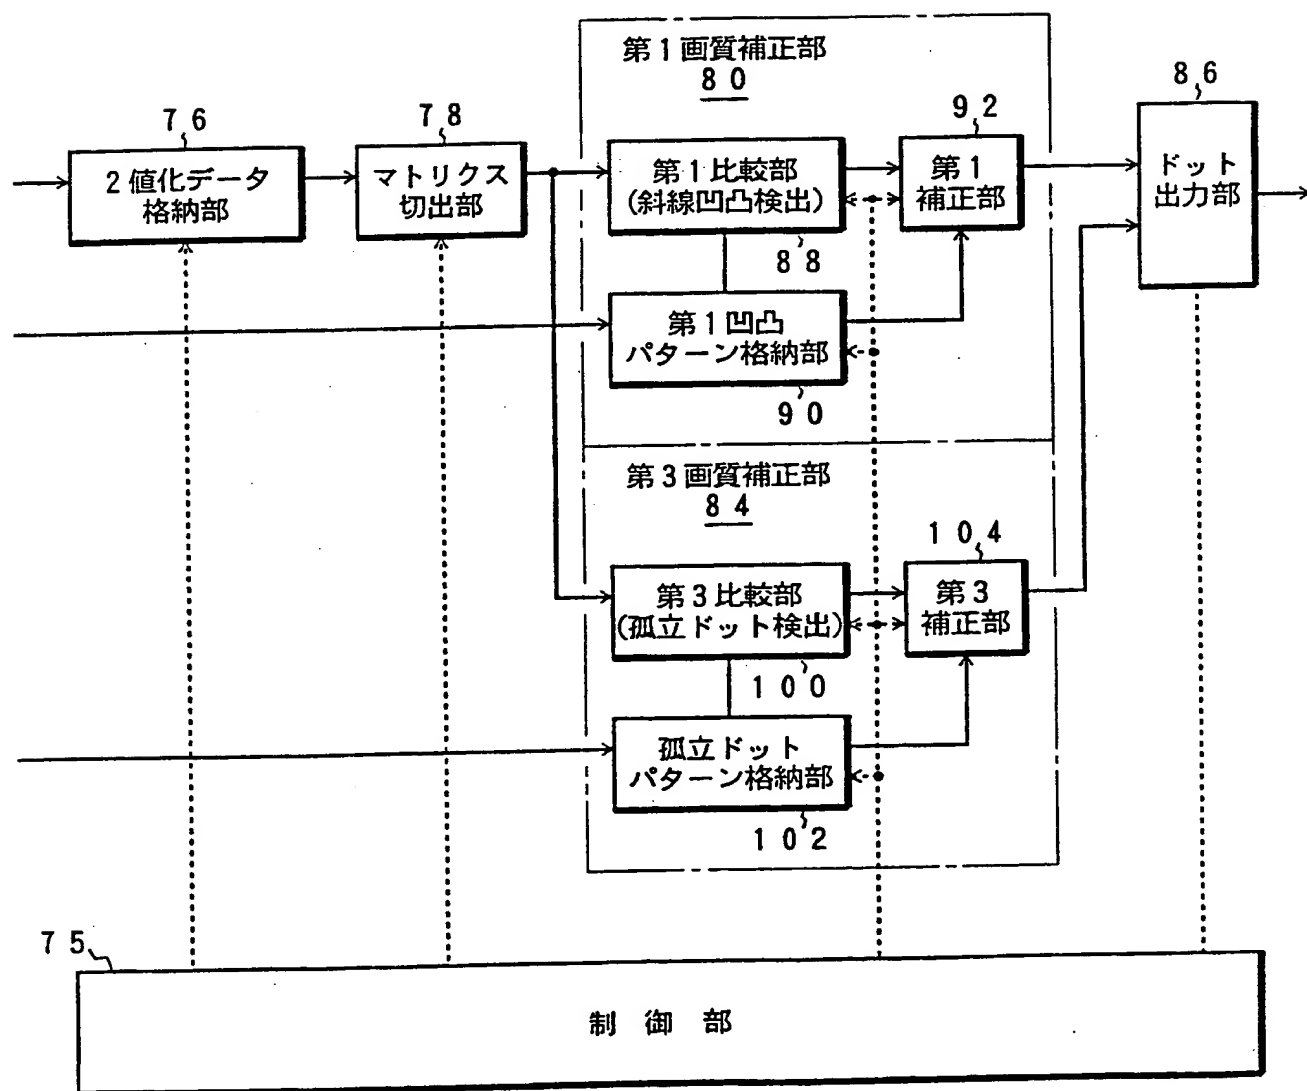 第1画質補正部
80
86
76
78
92
2値化データ
格納部
マトリクス
切出部
第1比較部
(斜線凹凸検出)
第1
補正部
ドット
出力部
88
第1凹凸
パターン格納部
90
第3画質補正部
84
104
第3比較部
(孤立ドット検出)
第3
補正部
100
孤立ドット
パターン格納部
102
75
制御部